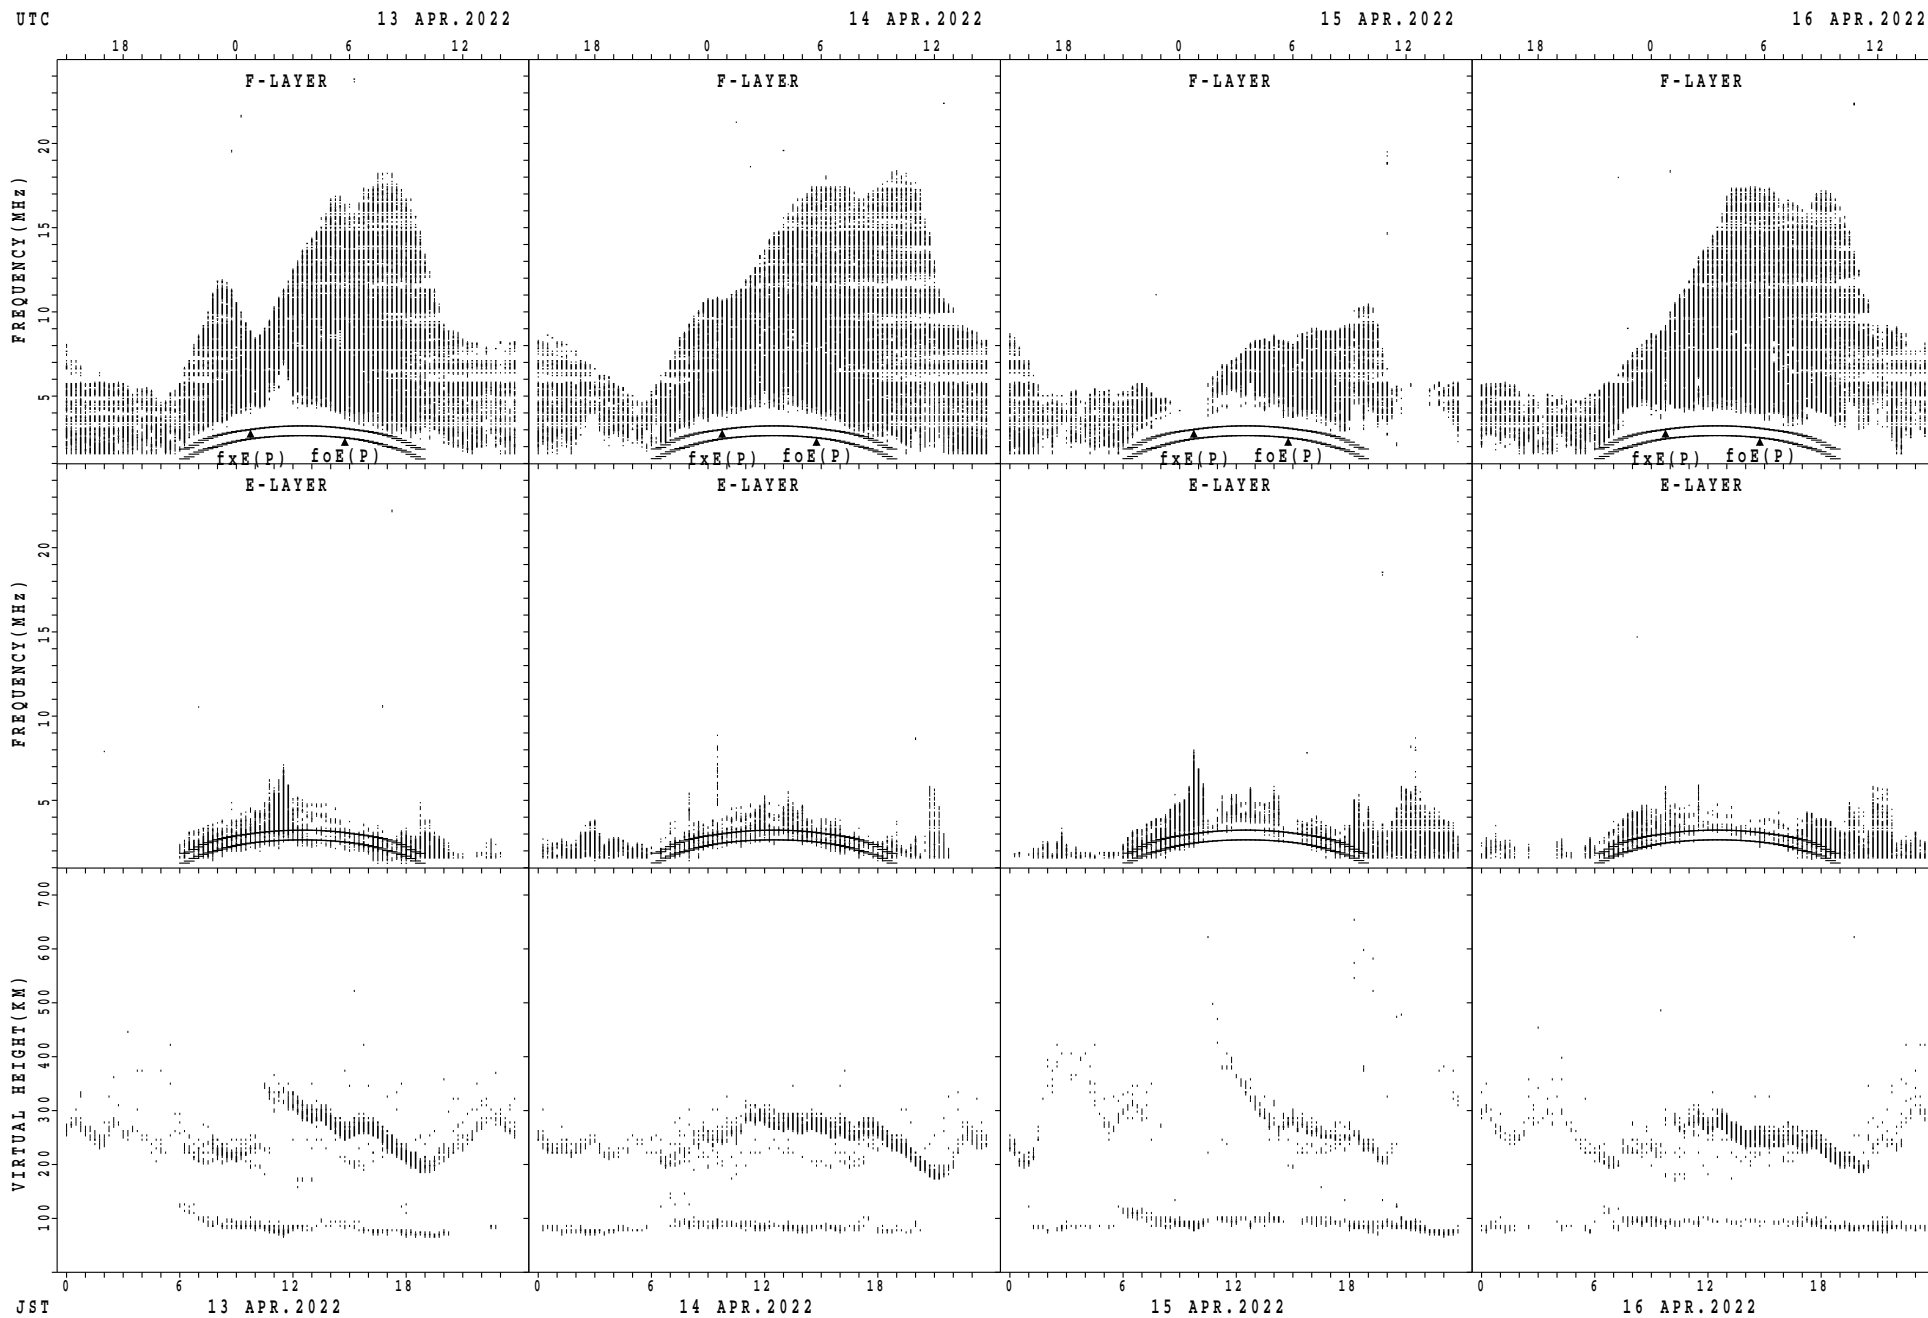 UTC 13 APR.2022 14 APR.2022 15 APR.2022 16 APR.2022
18 0 6 12 18 0 6 12 18 0 6 12 18 0 6 12
F-LAYER F-LAYER F-LAYER F-LAYER
FREQUENCY(MHz)
20
15
10
5
fxE(P) foE(P) fxE(P) foE(P) fxE(P) foE(P) fxE(P) foE(P)
E-LAYER E-LAYER E-LAYER E-LAYER
FREQUENCY(MHz)
20
15
10
5
VIRTUAL HEIGHT(KM)
700
600
500
400
300
200
100
0 6 12 18 0 6 12 18 0 6 12 18 0 6 12 18
JST 13 APR.2022 14 APR.2022 15 APR.2022 16 APR.2022